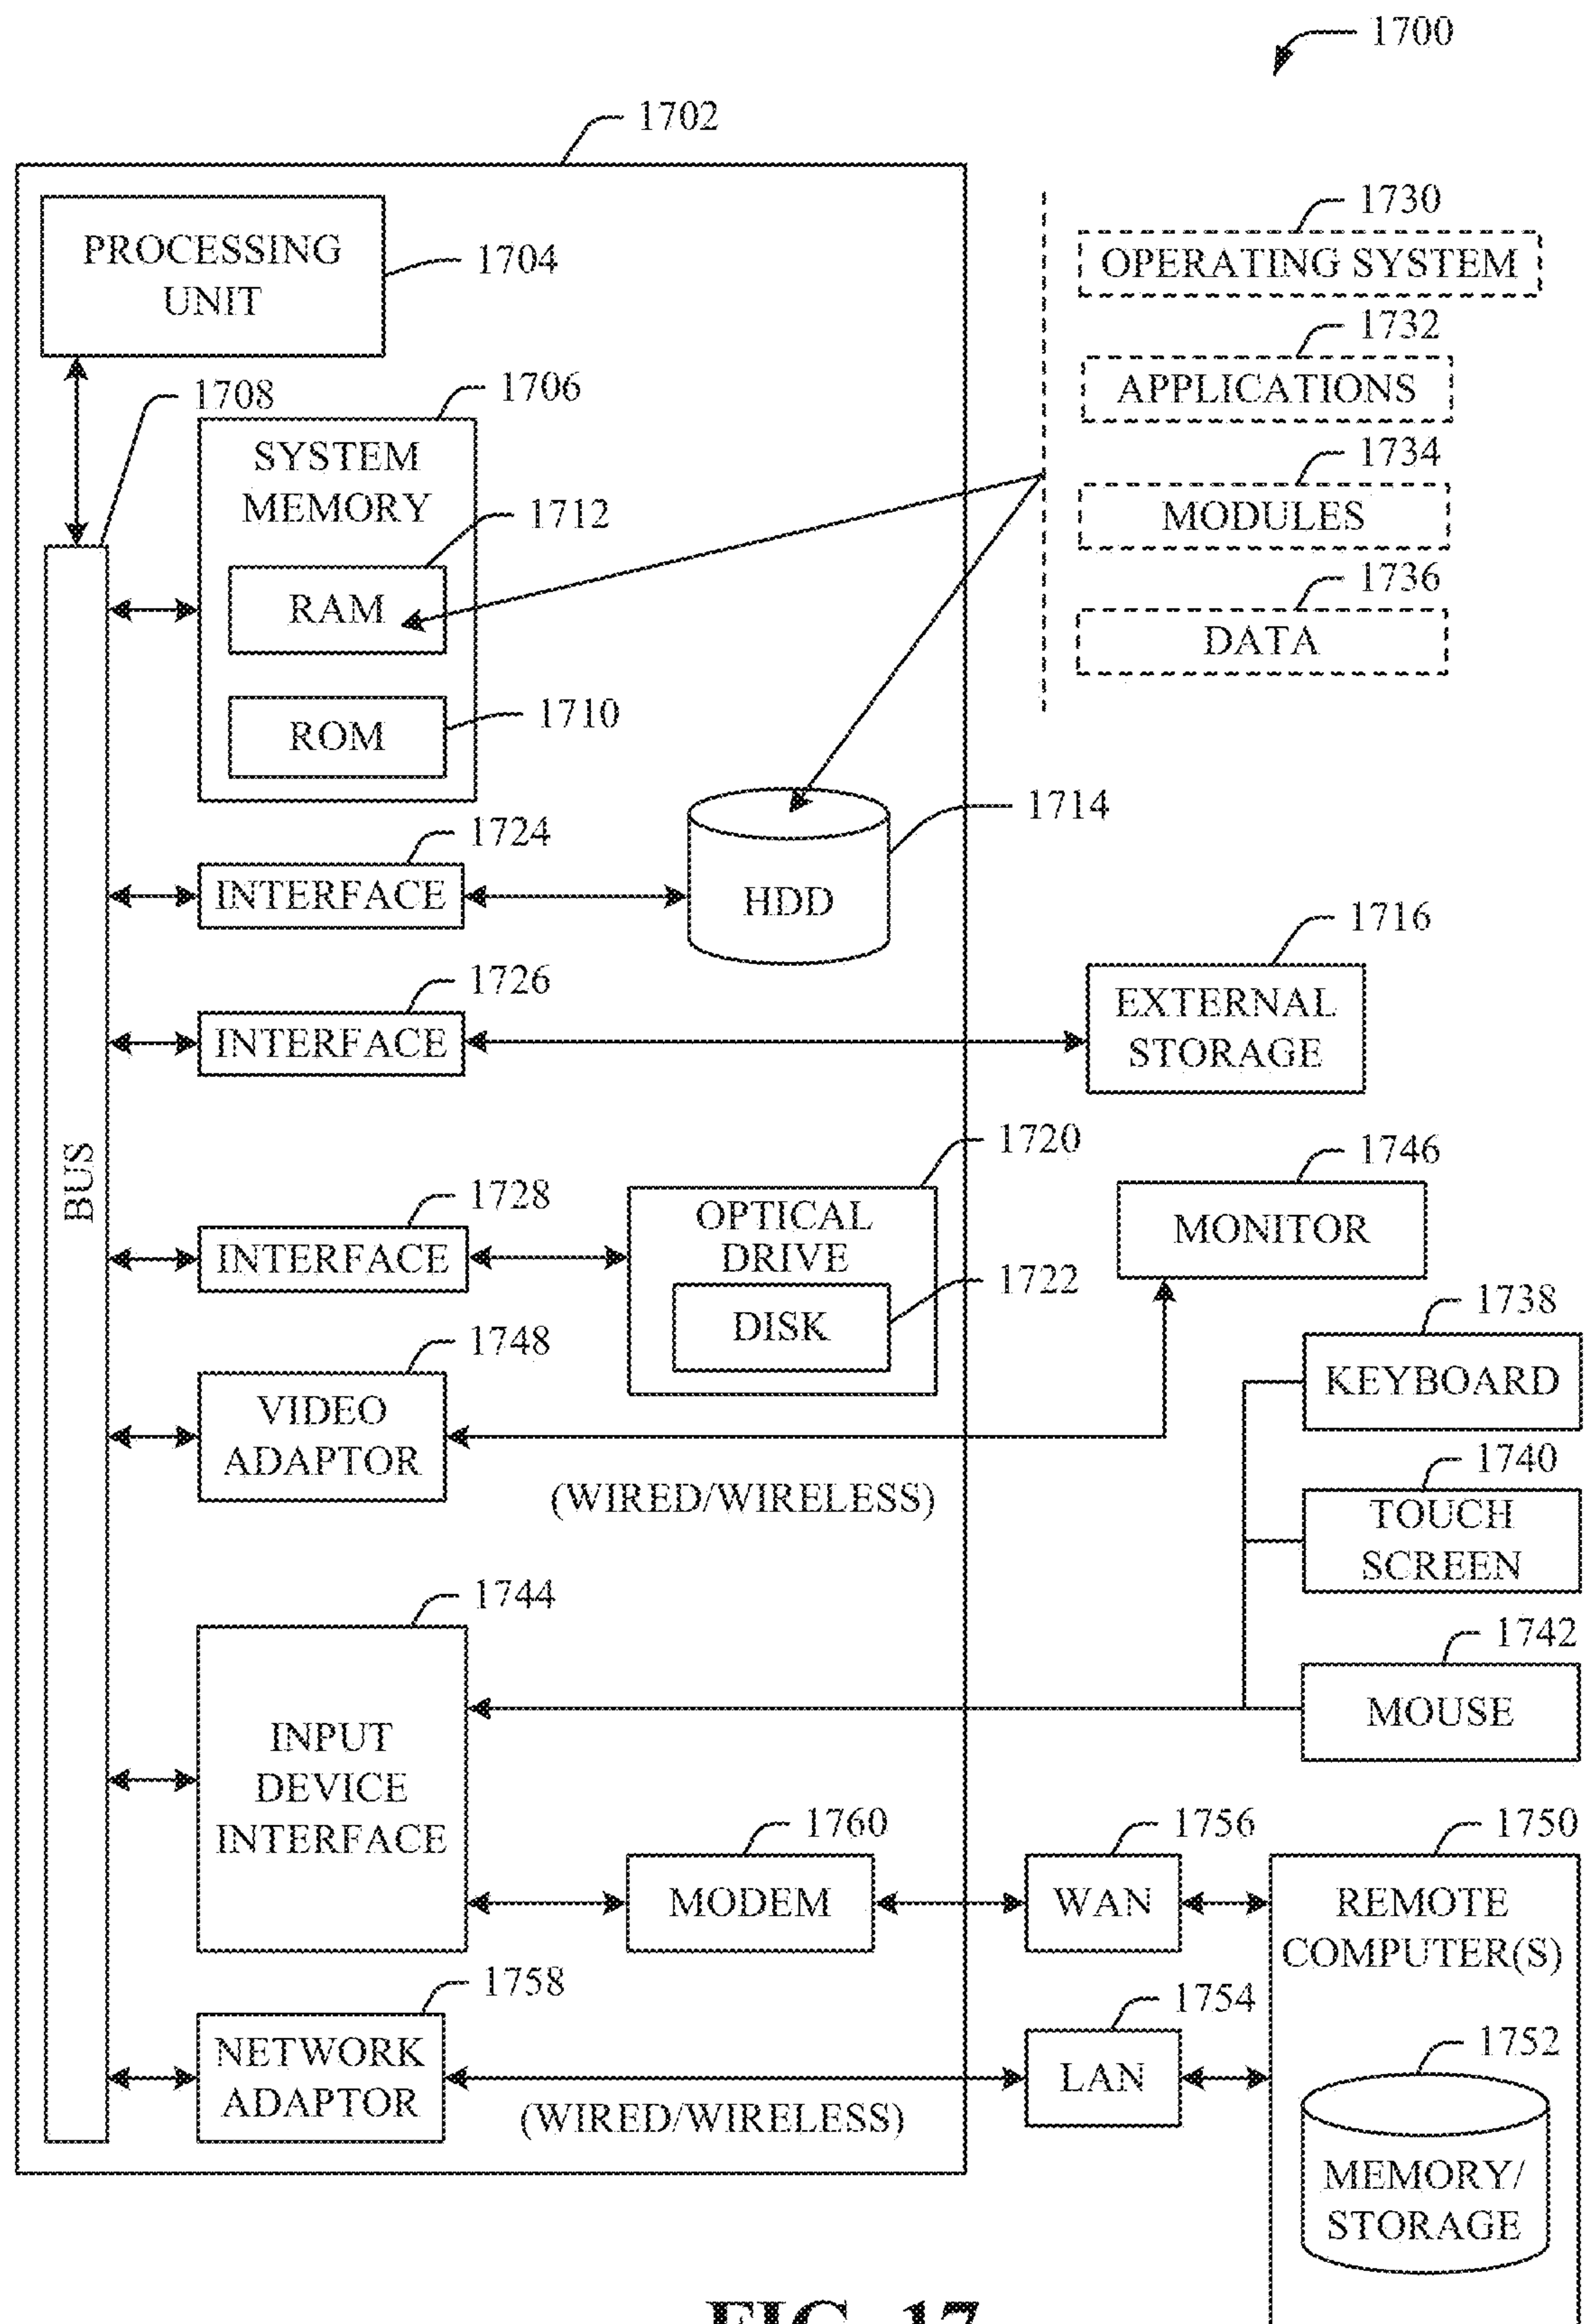 1700
1702
PROCESSING
UNIT
1704
1730
OPERATING SYSTEM
1732
APPLICATIONS
1734
MODULES
1736
DATA
1708
1706
SYSTEM
MEMORY
1712
RAM
1710
ROM
1724
INTERFACE
1714
HDD
1726
INTERFACE
1716
EXTERNAL
STORAGE
BUS
1728
INTERFACE
1720
OPTICAL
DRIVE
1722
DISK
1746
MONITOR
1748
VIDEO
ADAPTOR
(WIRED/WIRELESS)
1738
KEYBOARD
1740
TOUCH
SCREEN
1742
MOUSE
1744
INPUT
DEVICE
INTERFACE
1760
MODEM
1756
WAN
1750
REMOTE
COMPUTER(S)
1758
NETWORK
ADAPTOR
(WIRED/WIRELESS)
1754
LAN
1752
MEMORY/
STORAGE
FIG. 17